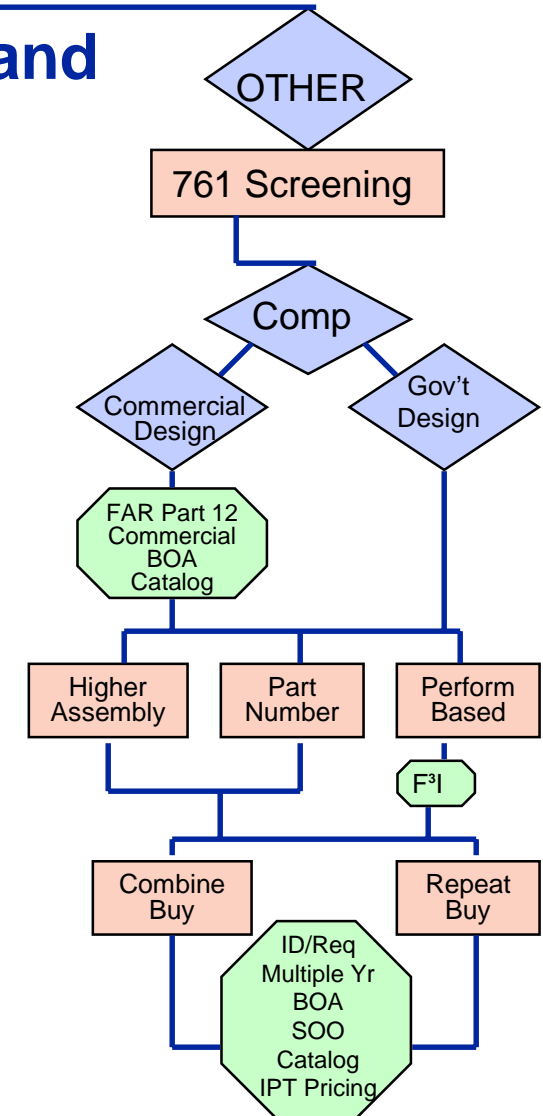 and
OTHER
761 Screening
Comp
Commercial
Design
Gov't
Design
FAR Part 12
Commercial
BOA
Catalog
Higher
Assembly
Part
Number
Perform
Based
F³I
Combine
Buy
Repeat
Buy
ID/Req
Multiple Yr
BOA
SOO
Catalog
IPT Pricing